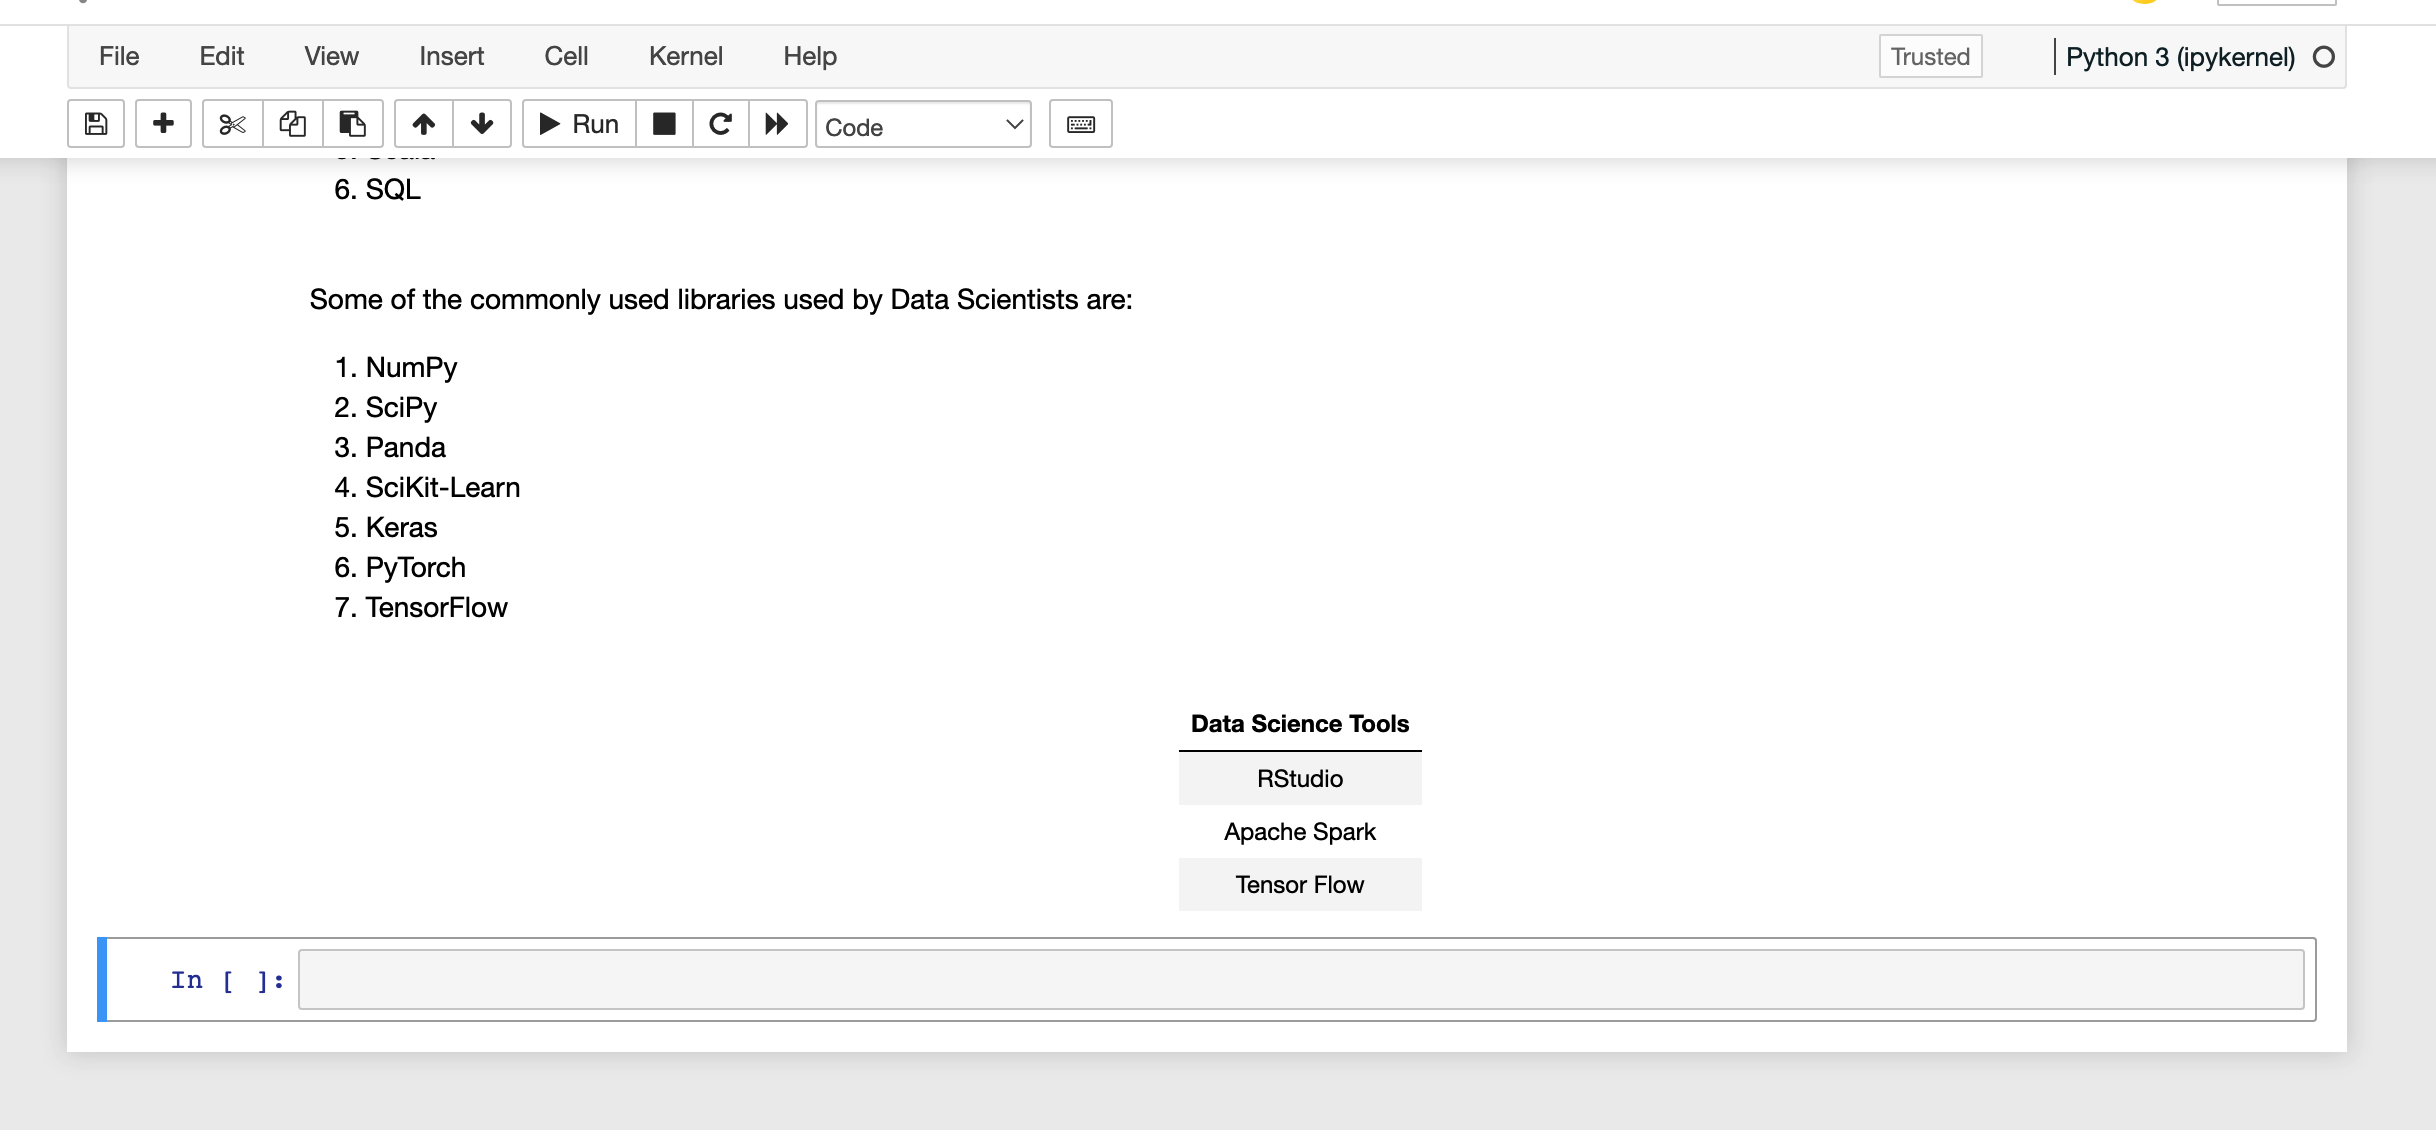 File Edit View Insert Cell Kernel Help Trusted Python 3 (ipykernel)
Run Code
6. SQL
Some of the commonly used libraries used by Data Scientists are:
1. NumPy
2. SciPy
3. Panda
4. SciKit-Learn
5. Keras
6. PyTorch
7. TensorFlow
Data Science Tools
RStudio
Apache Spark
Tensor Flow
In [ ]: